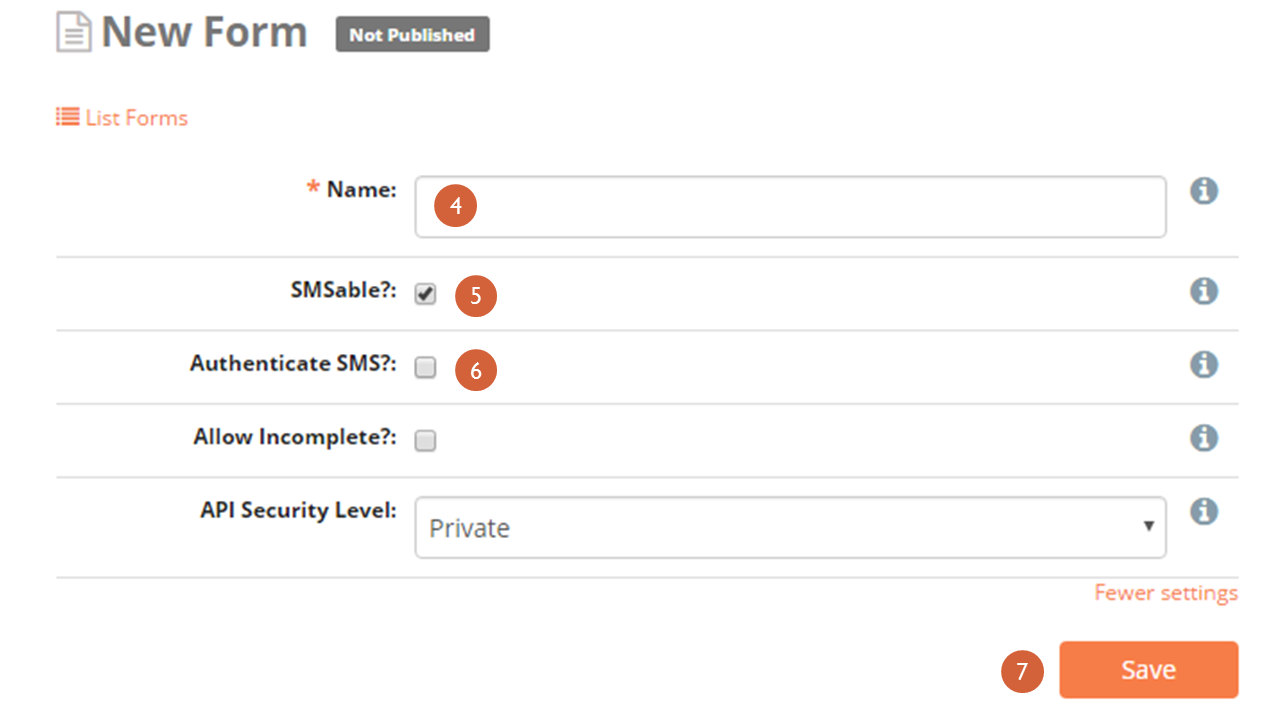 New Form Not Published
List Forms
* Name: 4
SMSable?: 5
Authenticate SMS?: 6
Allow Incomplete?:
API Security Level: Private
Fewer settings
7 Save